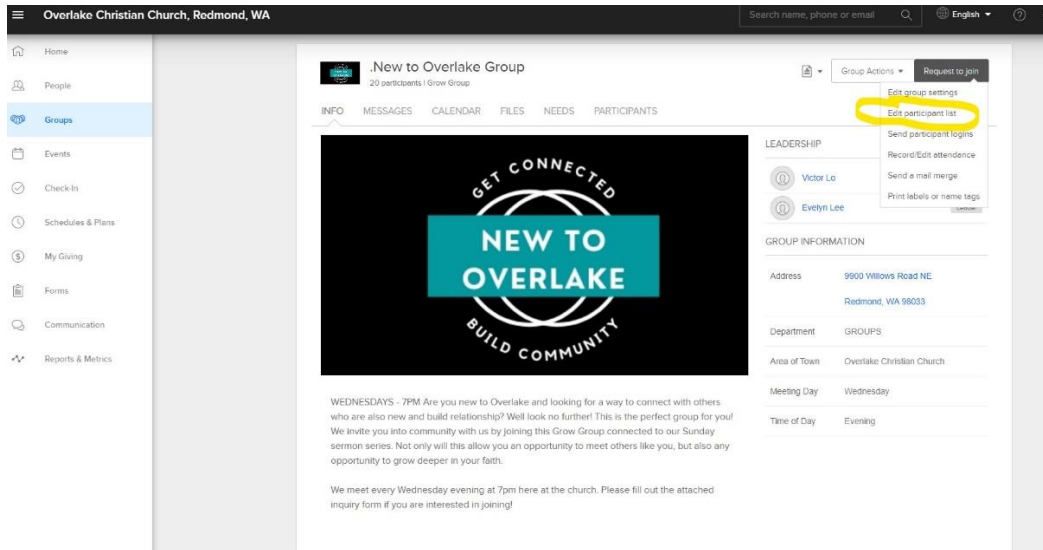 Overlake Christian Church, Redmond, WA
Search name, phone or email
English
Home
People
Groups
Events
Check-In
Schedules & Plans
My Giving
Forms
Communication
Reports & Metrics
.New to Overlake Group
20 participants | Grow Group
Group Actions
Request to join
Edit group settings
Edit participant list
Send participant logins
Record/Edit attendance
Send a mail merge
Print labels or name tags
INFO MESSAGES CALENDAR FILES NEEDS PARTICIPANTS
GET CONNECTED
NEW TO
OVERLAKE
BUILD COMMUNITY
WEDNESDAYS - 7PM Are you new to Overlake and looking for a way to connect with others
who are also new and build relationship? Well look no further! This is the perfect group for you!
We invite you into community with us by joining this Grow Group connected to our Sunday
sermon series. Not only will this allow you an opportunity to meet others like you, but also any
opportunity to grow deeper in your faith.
We meet every Wednesday evening at 7pm here at the church. Please fill out the attached
inquiry form if you are interested in joining!
LEADERSHIP
Victor Lo
Evelyn Lee
GROUP INFORMATION
Address 9900 Willows Road NE
Redmond, WA 98033
Department GROUPS
Area of Town Overlake Christian Church
Meeting Day Wednesday
Time of Day Evening